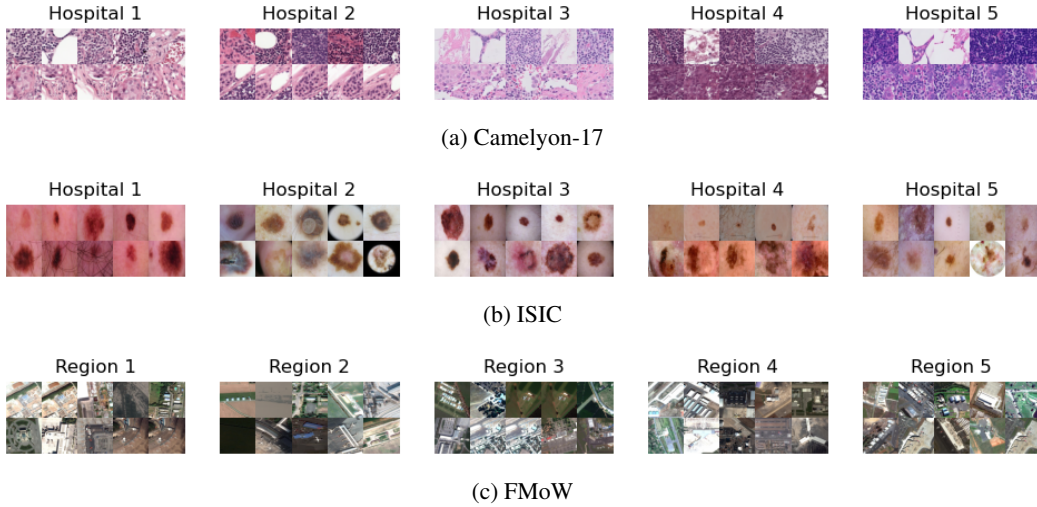 Hospital 1 Hospital 2 Hospital 3 Hospital 4 Hospital 5
(a) Camelyon-17
Hospital 1 Hospital 2 Hospital 3 Hospital 4 Hospital 5
(b) ISIC
Region 1 Region 2 Region 3 Region 4 Region 5
(c) FMoW